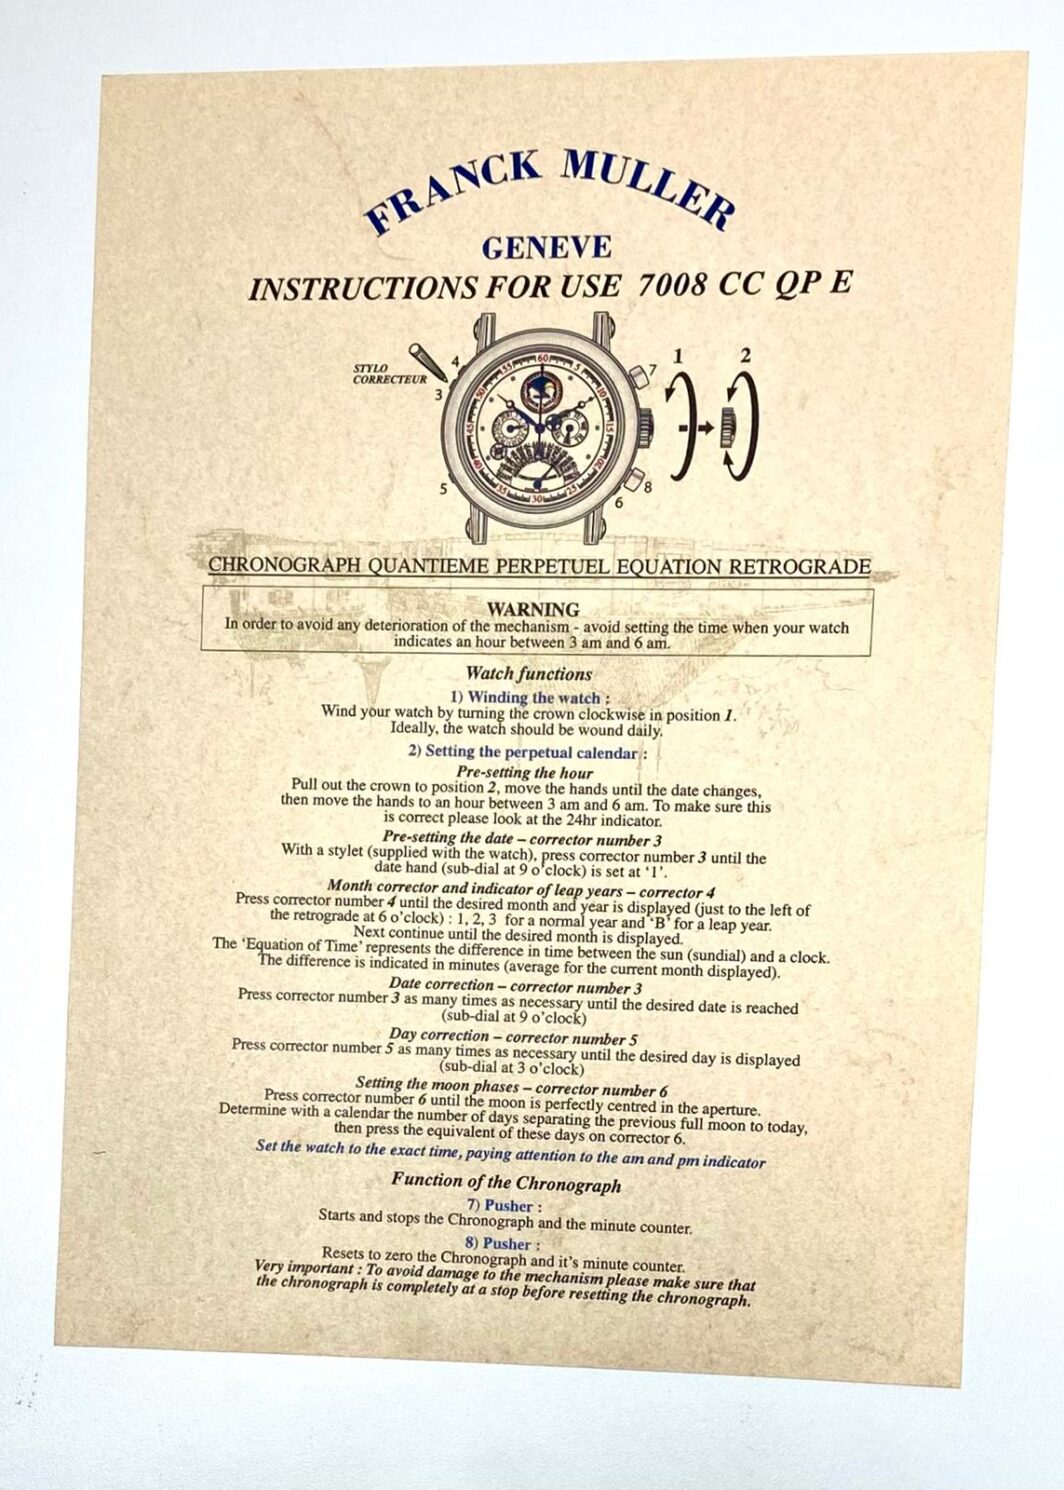 FRANCK MULLER
GENEVE
INSTRUCTIONS FOR USE 7008 CC QP E
STYLO
CORRECTEUR
4
3
5
7
8
6
1
2
60
5
10
15
20
25
30
35
40
45
50
55
CHRONOGRAPH QUANTIEME PERPETUEL EQUATION RETROGRADE
WARNING
In order to avoid any deterioration of the mechanism - avoid setting the time when your watch
indicates an hour between 3 am and 6 am.
Watch functions
1) Winding the watch :
Wind your watch by turning the crown clockwise in position 1.
Ideally, the watch should be wound daily.
2) Setting the perpetual calendar :
Pre-setting the hour
Pull out the crown to position 2, move the hands until the date changes,
then move the hands to an hour between 3 am and 6 am. To make sure this
is correct please look at the 24hr indicator.
Pre-setting the date – corrector number 3
With a stylet (supplied with the watch), press corrector number 3 until the
date hand (sub-dial at 9 o'clock) is set at '1'.
Month corrector and indicator of leap years – corrector 4
Press corrector number 4 until the desired month and year is displayed (just to the left of
the retrograde at 6 o'clock) : 1, 2, 3 for a normal year and 'B' for a leap year.
Next continue until the desired month is displayed.
The 'Equation of Time' represents the difference in time between the sun (sundial) and a clock.
The difference is indicated in minutes (average for the current month displayed).
Date correction – corrector number 3
Press corrector number 3 as many times as necessary until the desired date is reached
(sub-dial at 9 o'clock)
Day correction – corrector number 5
Press corrector number 5 as many times as necessary until the desired day is displayed
(sub-dial at 3 o'clock)
Setting the moon phases – corrector number 6
Press corrector number 6 until the moon is perfectly centred in the aperture.
Determine with a calendar the number of days separating the previous full moon to today,
then press the equivalent of these days on corrector 6.
Set the watch to the exact time, paying attention to the am and pm indicator
Function of the Chronograph
7) Pusher :
Starts and stops the Chronograph and the minute counter.
8) Pusher :
Resets to zero the Chronograph and it's minute counter.
Very important : To avoid damage to the mechanism please make sure that
the chronograph is completely at a stop before resetting the chronograph.